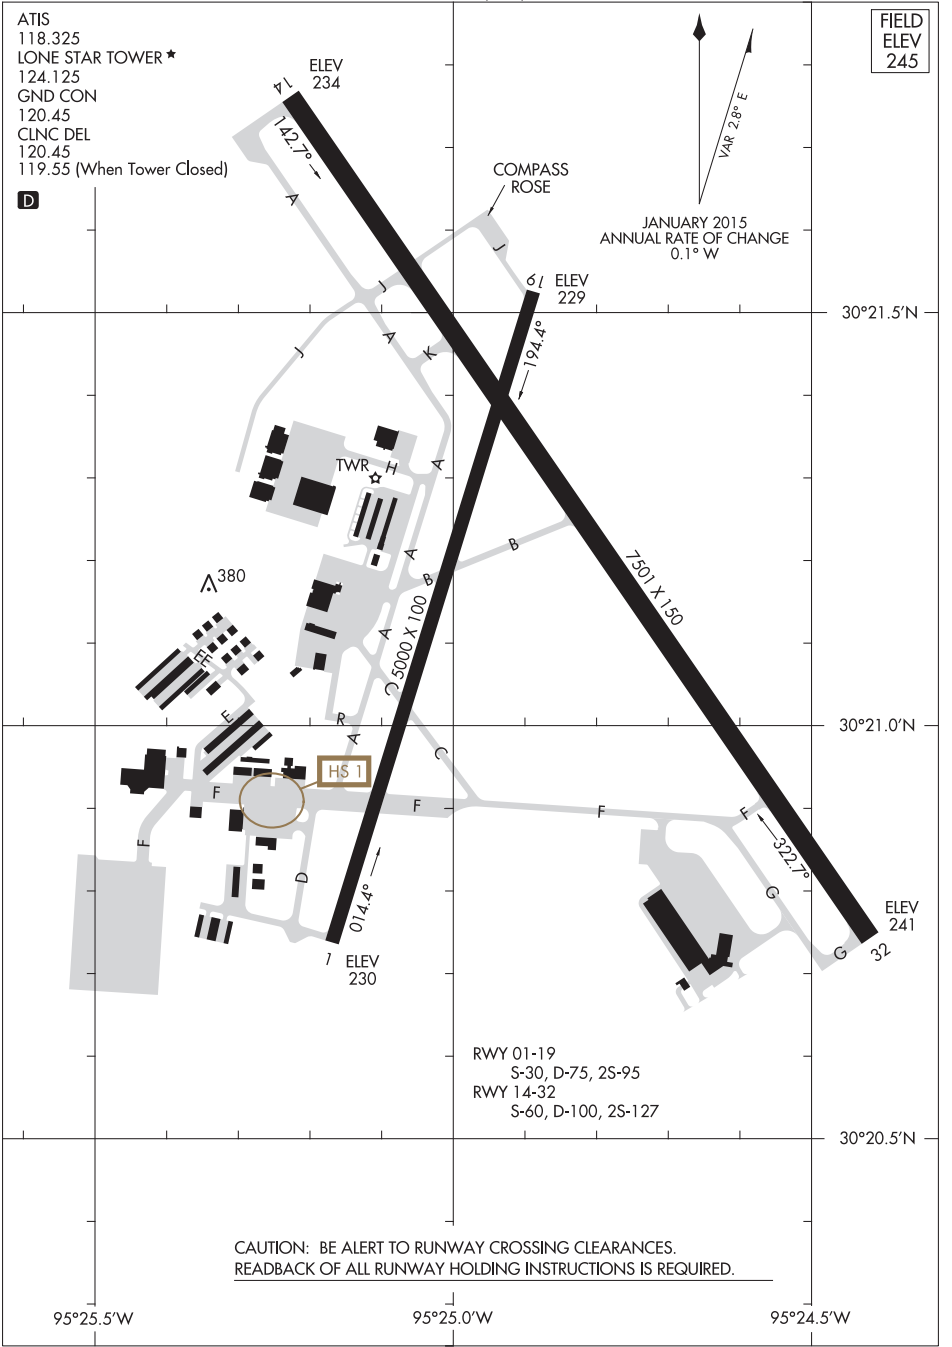 ATIS
118.325
LONE STAR TOWER★
124.125
GND CON
120.45
CLNC DEL
120.45
119.55 (When Tower Closed)
D
FIELD
ELEV
245
VAR 2.8° E
JANUARY 2015
ANNUAL RATE OF CHANGE
0.1° W
14
ELEV
234
142.7°
A
COMPASS
ROSE
J
J
19
ELEV
229
30°21.5'N
194.4°
A
K
J
A
TWR
H
A
B
B
7501 X 150
380
5000 X 100
A
C
EE
E
R
A
30°21.0'N
C
HS 1
F
F
F
F
F
322.7°
D
014.4°
G
G
ELEV
241
32
1
ELEV
230
RWY 01-19
S-30, D-75, 2S-95
RWY 14-32
S-60, D-100, 2S-127
30°20.5'N
CAUTION: BE ALERT TO RUNWAY CROSSING CLEARANCES.
READBACK OF ALL RUNWAY HOLDING INSTRUCTIONS IS REQUIRED.
95°25.5'W
95°25.0'W
95°24.5'W